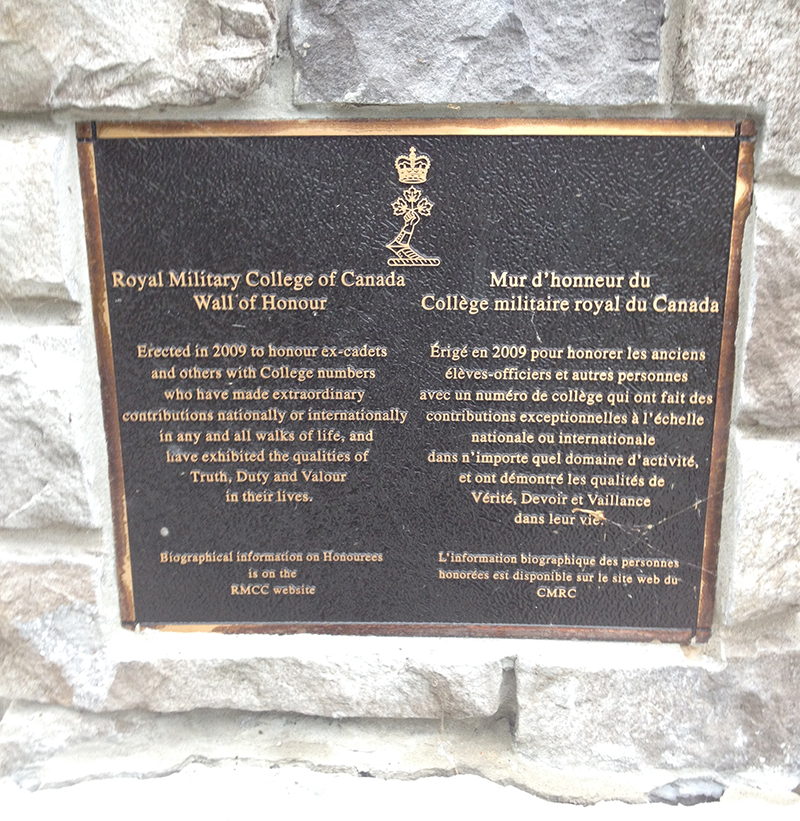 Royal Military College of Canada
Wall of Honour
Erected in 2009 to honour ex-cadets
and others with College numbers
who have made extraordinary
contributions nationally or internationally
in any and all walks of life, and
have exhibited the qualities of
Truth, Duty and Valour
in their lives.
Biographical information on Honourees
is on the
RMCC website
Mur d'honneur du
Collège militaire royal du Canada
Érigé en 2009 pour honorer les anciens
élèves-officiers et autres personnes
avec un numéro de collège qui ont fait des
contributions exceptionnelles à l'échelle
nationale ou internationale
dans n'importe quel domaine d'activité,
et ont démontré les qualités de
Vérité, Devoir et Vaillance
dans leur vie.
L'information biographique des personnes
honorées est disponible sur le site web du
CMRC